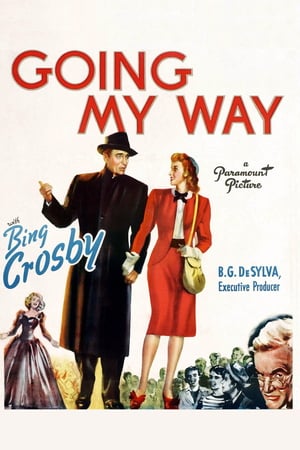 GOING
MY WAY
a
Paramount
Picture
with
Bing
Crosby
B.G. DeSYLVA,
Executive Producer